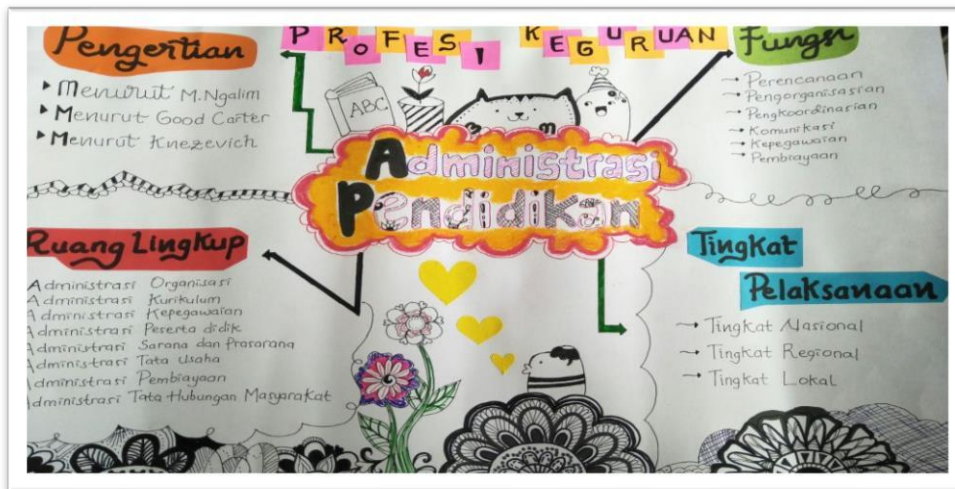 PROFESI KEGURUAN
Pengertian
Menurut M.Ngalim
Menurut Good Carter
Menurut Knezevich
Fungsi
Perencanaan
Pengorganisasian
Pengkoordinasian
Komunikasi
Kepegawaian
Pembiayaan
ABC
Administrasi
Pendidikan
Ruang Lingkup
Administrasi Organisasi
Administrasi Kurikulum
Administrasi Kepegawaian
Administrasi Peserta didik
Administrasi Sarana dan prasarana
Administrasi Tata Usaha
Administrasi Pembiayaan
Administrasi Tata Hubungan Masyarakat
Tingkat
Pelaksanaan
Tingkat Nasional
Tingkat Regional
Tingkat Lokal